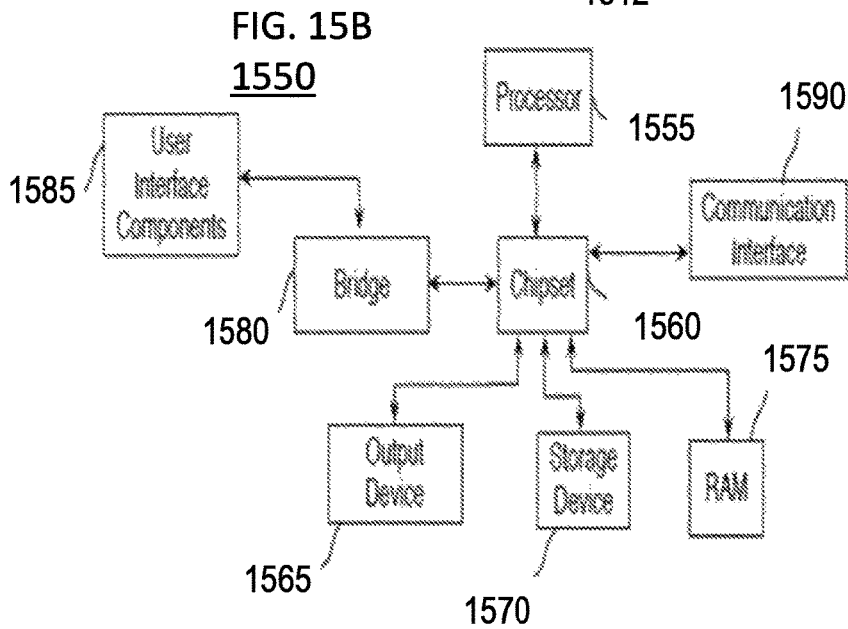 FIG. 15B
1550
Processor
1555
1590
User
Interface
Components
1585
Communication
Interface
Bridge
1580
Chipset
1560
1575
Output
Device
1565
Storage
Device
1570
RAM